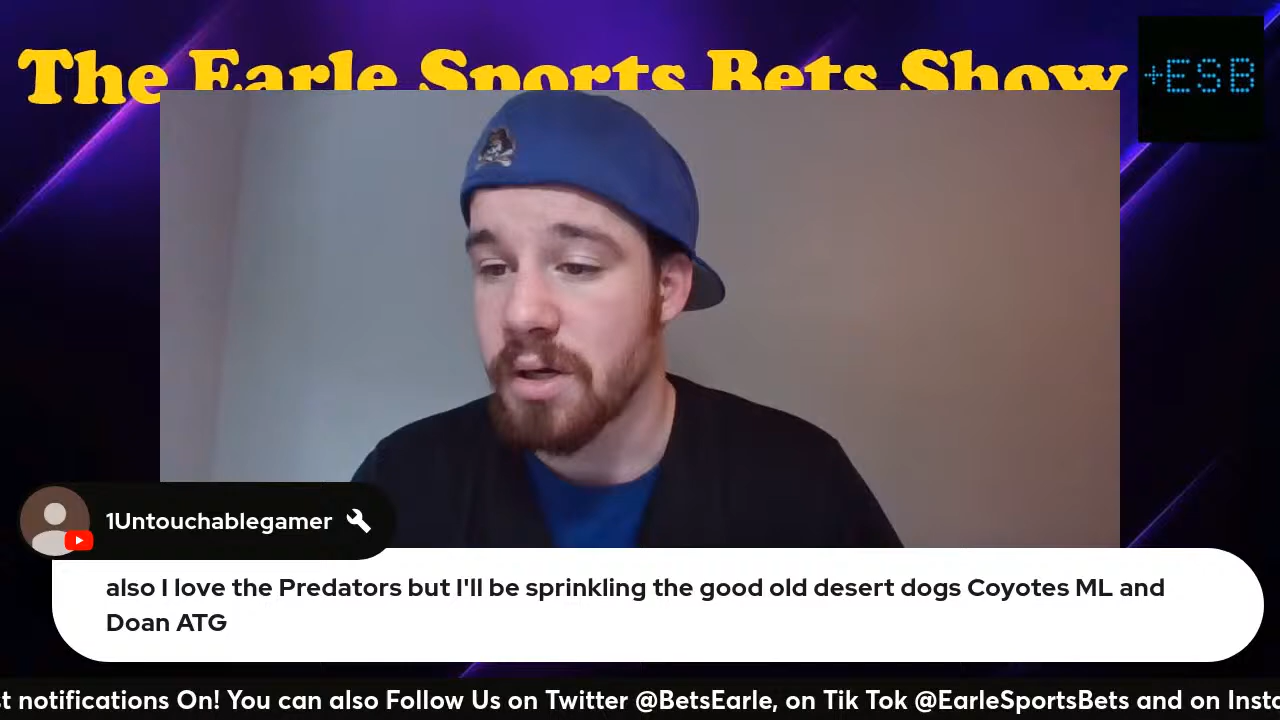 The Earle Sports Bets Show
+ESB
1Untouchablegamer
also I love the Predators but I'll be sprinkling the good old desert dogs Coyotes ML and
Doan ATG
notifications On! You can also Follow Us on Twitter @BetsEarle, on Tik Tok @EarleSportsBets and on